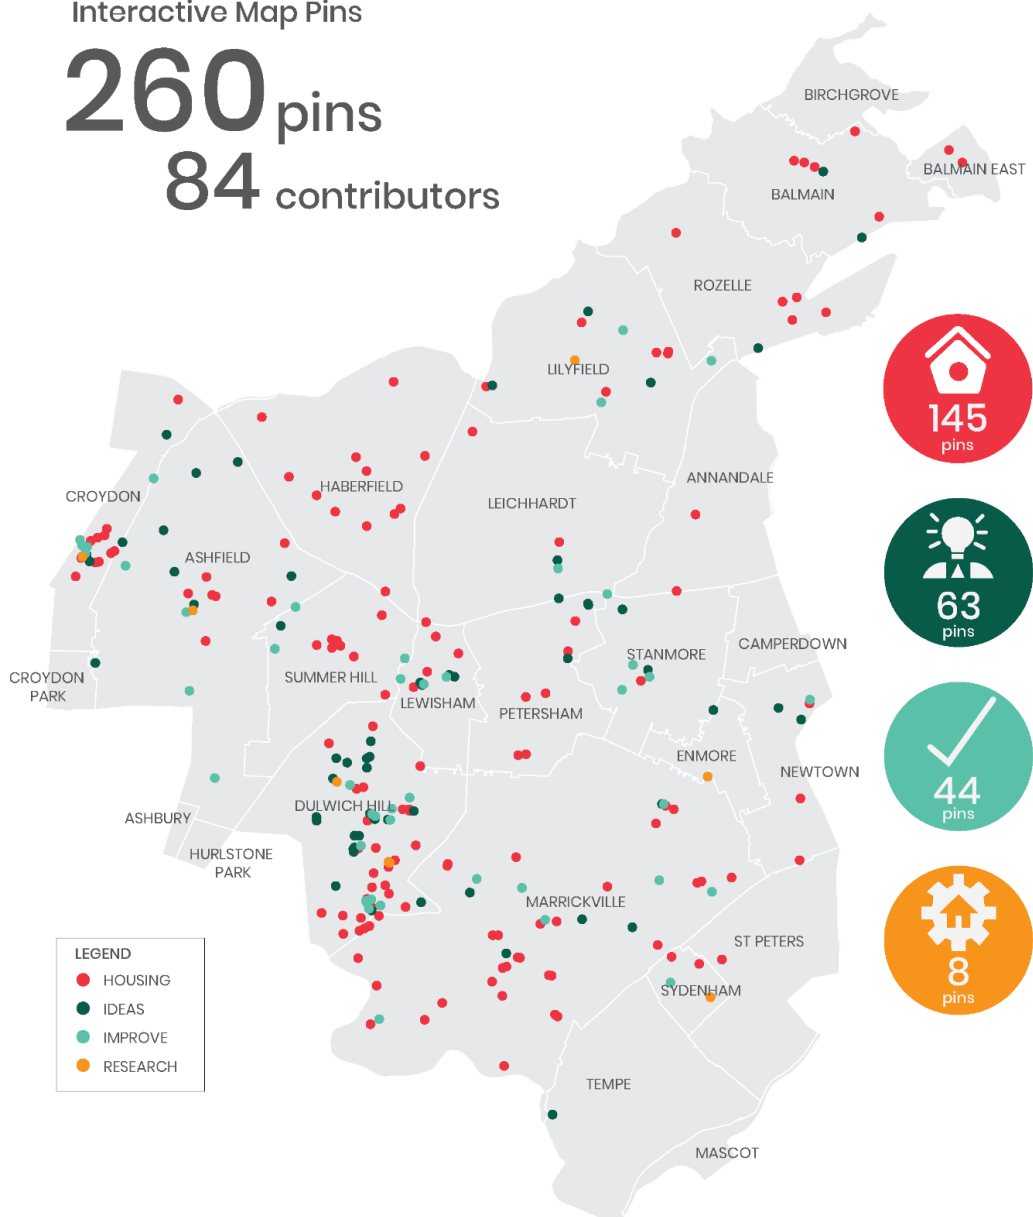 Interactive Map Pins
260 pins
84 contributors
BIRCHGROVE
BALMAIN EAST
BALMAIN
ROZELLE
LILYFIELD
145
pins
ANNANDALE
HABERFIELD
CROYDON
LEICHHARDT
ASHFIELD
63
pins
CAMPERDOWN
STANMORE
CROYDON
PARK
SUMMER HILL
LEWISHAM
PETERSHAM
ENMORE
NEWTOWN
44
pins
DULWICH HILL
ASHBURY
HURLSTONE
PARK
MARRICKVILLE
ST PETERS
8
pins
SYDENHAM
LEGEND
HOUSING
IDEAS
IMPROVE
RESEARCH
TEMPE
MASCOT